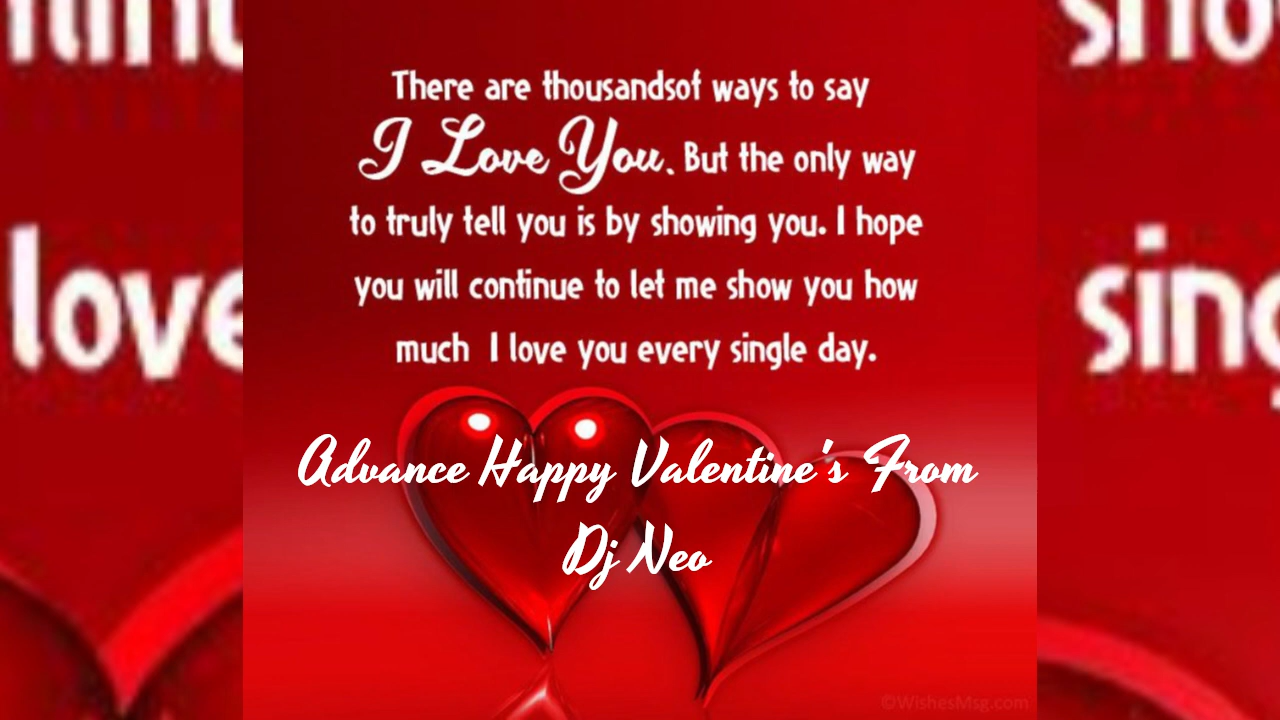 There are thousandsof ways to say
I Love You. But the only way
to truly tell you is by showing you. I hope
you will continue to let me show you how
much I love you every single day.
Advance Happy Valentine's From
Dj Neo
©WishesMsg.com
love